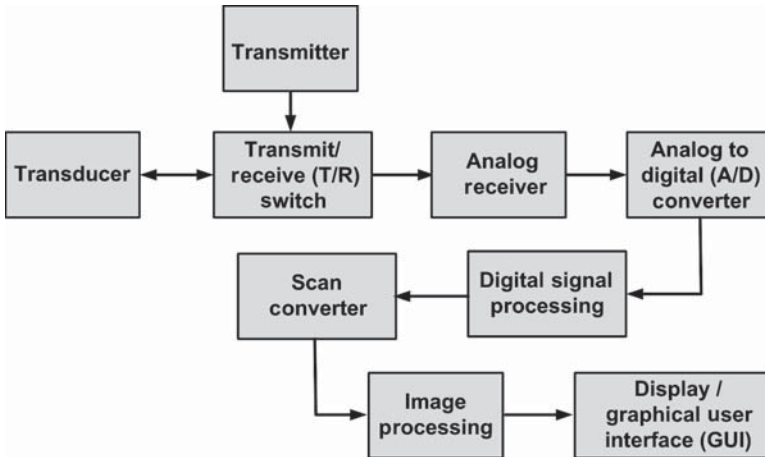 Transmitter
Transducer
Transmit/
receive (T/R)
switch
Analog
receiver
Analog to
digital (A/D)
converter
Scan
converter
Digital signal
processing
Image
processing
Display /
graphical user
interface (GUI)